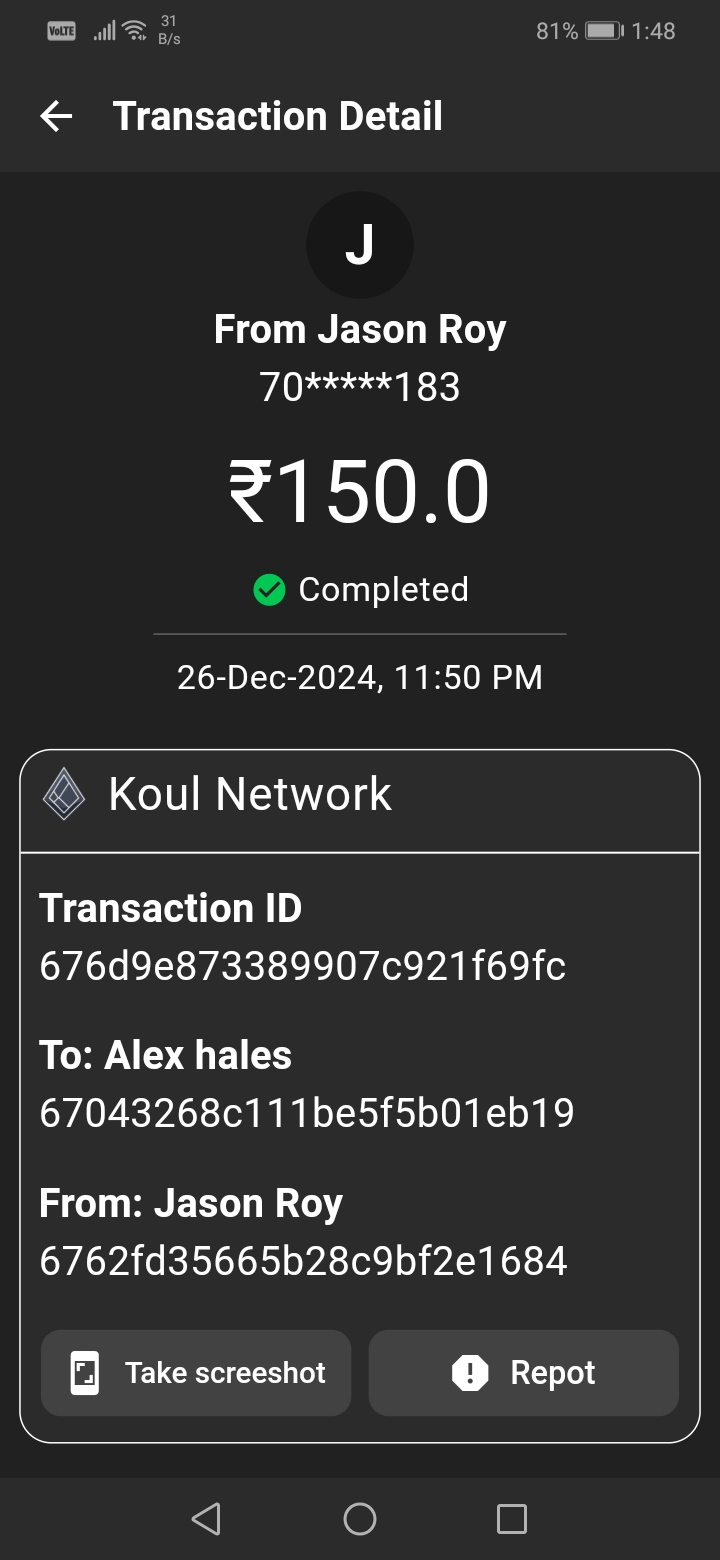 VoLTE 31 B/s 81% 1:48
Transaction Detail
J
From Jason Roy
70*****183
₹150.0
Completed
26-Dec-2024, 11:50 PM
Koul Network
Transaction ID
676d9e873389907c921f69fc
To: Alex hales
67043268c111be5f5b01eb19
From: Jason Roy
6762fd35665b28c9bf2e1684
Take screeshot Repot